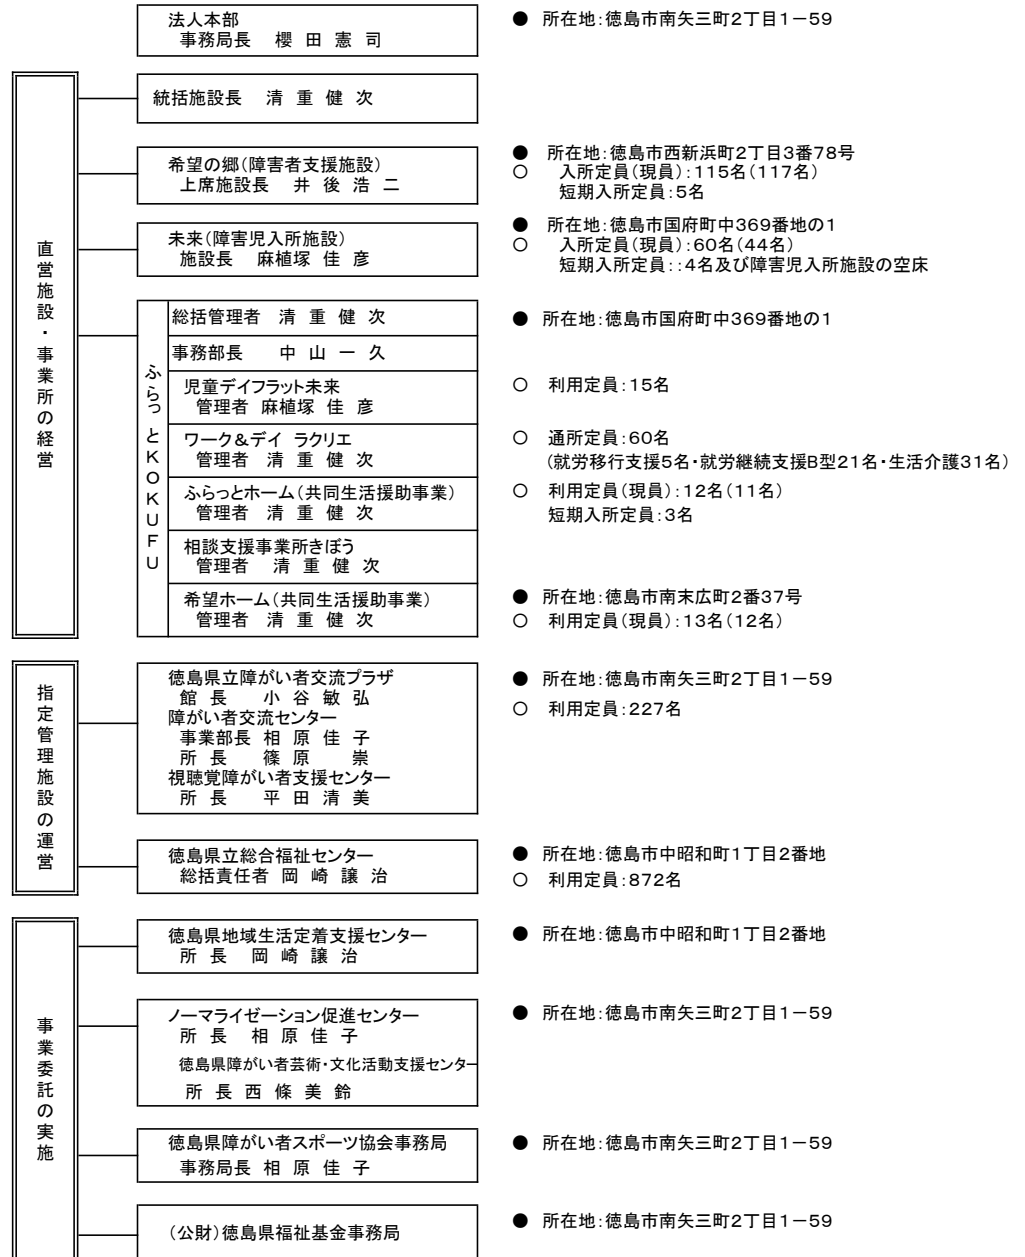 法人本部
事務局長 櫻田憲司
● 所在地:徳島市南矢三町2丁目1-59
直営施設・事業所の経営
統括施設長 清重健次
希望の郷(障害者支援施設)
上席施設長 井後浩二
● 所在地:徳島市西新浜町2丁目3番78号
○ 入所定員(現員):115名(117名)
短期入所定員:5名
未来(障害児入所施設)
施設長 麻植塚佳彦
● 所在地:徳島市国府町中369番地の1
○ 入所定員(現員):60名(44名)
短期入所定員::4名及び障害児入所施設の空床
ふらっとKOKUFU
総括管理者 清重健次
● 所在地:徳島市国府町中369番地の1
事務部長 中山一久
児童デイフラット未来
管理者 麻植塚佳彦
○ 利用定員:15名
ワーク&デイ ラクリエ
管理者 清重健次
○ 通所定員:60名
(就労移行支援5名・就労継続支援B型21名・生活介護31名)
ふらっとホーム(共同生活援助事業)
管理者 清重健次
○ 利用定員(現員):12名(11名)
短期入所定員:3名
相談支援事業所きぼう
管理者 清重健次
希望ホーム(共同生活援助事業)
管理者 清重健次
● 所在地:徳島市南末広町2番37号
○ 利用定員(現員):13名(12名)
指定管理施設の運営
徳島県立障がい者交流プラザ
館長 小谷敏弘
障がい者交流センター
事業部長 相原佳子
所長 篠原 崇
視聴覚障がい者支援センター
所長 平田清美
● 所在地:徳島市南矢三町2丁目1-59
○ 利用定員:227名
徳島県立総合福祉センター
総括責任者 岡崎譲治
● 所在地:徳島市中昭和町1丁目2番地
○ 利用定員:872名
事業委託の実施
徳島県地域生活定着支援センター
所長 岡崎譲治
● 所在地:徳島市中昭和町1丁目2番地
ノーマライゼーション促進センター
所長 相原佳子
徳島県障がい者芸術・文化活動支援センター
所長 西條美鈴
● 所在地:徳島市南矢三町2丁目1-59
徳島県障がい者スポーツ協会事務局
事務局長 相原佳子
● 所在地:徳島市南矢三町2丁目1-59
(公財)徳島県福祉基金事務局
● 所在地:徳島市南矢三町2丁目1-59